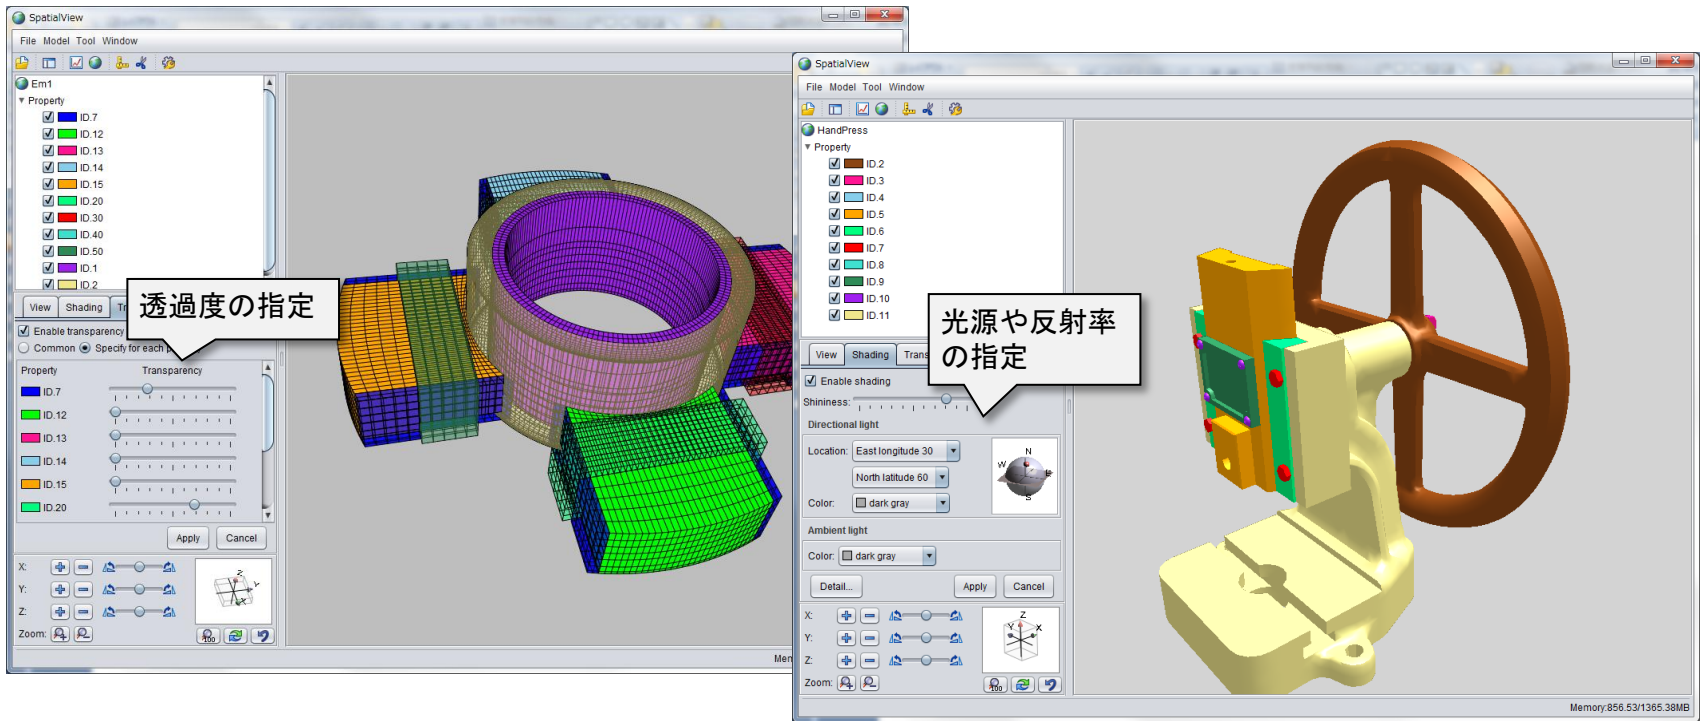 SpatialView
File Model Tool Window
Em1
Property
ID.7
ID.12
ID.13
ID.14
ID.15
ID.20
ID.30
ID.40
ID.50
ID.1
ID.2
View Shading
透過度の指定
Enable transparency
Common Specify for each
Property Transparency
ID.7
ID.12
ID.13
ID.14
ID.15
ID.20
Apply Cancel
X:
Y:
Z:
Zoom:
100
Z
Y
X
SpatialView
File Model Tool Window
HandPress
Property
ID.2
ID.3
ID.4
ID.5
ID.6
ID.7
ID.8
ID.9
ID.10
ID.11
View Shading
光源や反射率
の指定
Enable shading
Shininess:
Directional light
Location: East longitude 30
North latitude 60
Color: dark gray
N
W E
S
Ambient light
Color: dark gray
Detail... Apply Cancel
X:
Y:
Z:
Zoom:
100
Z
Y X
Memory:856.53/1365.38MB